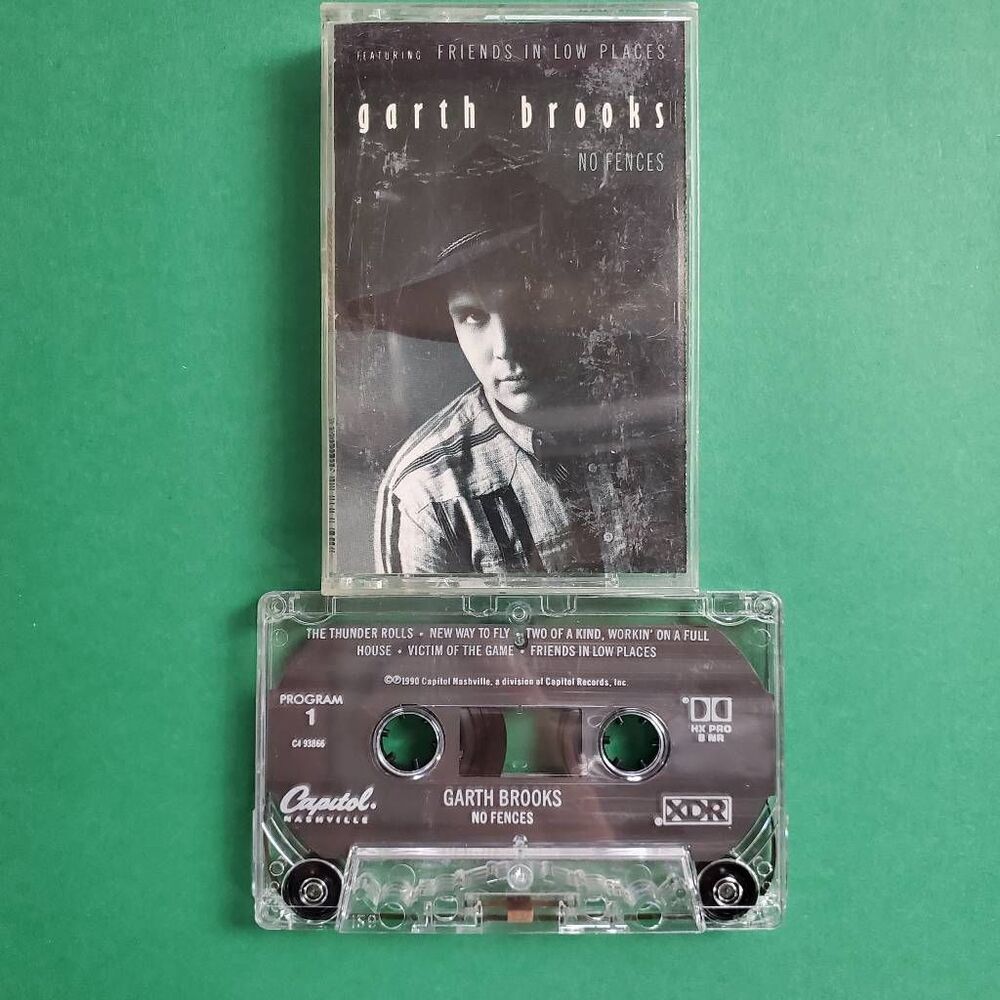 FEATURING FRIENDS IN LOW PLACES
garth brooks
NO FENCES
THE THUNDER ROLLS • NEW WAY TO FLY • TWO OF A KIND, WORKIN' ON A FULL
HOUSE • VICTIM OF THE GAME • FRIENDS IN LOW PLACES
©℗1990 Capitol Nashville, a division of Capitol Records, Inc.
PROGRAM
1
C4 93866
HX PRO
B NR
Capitol
NASHVILLE
GARTH BROOKS
NO FENCES
XDR